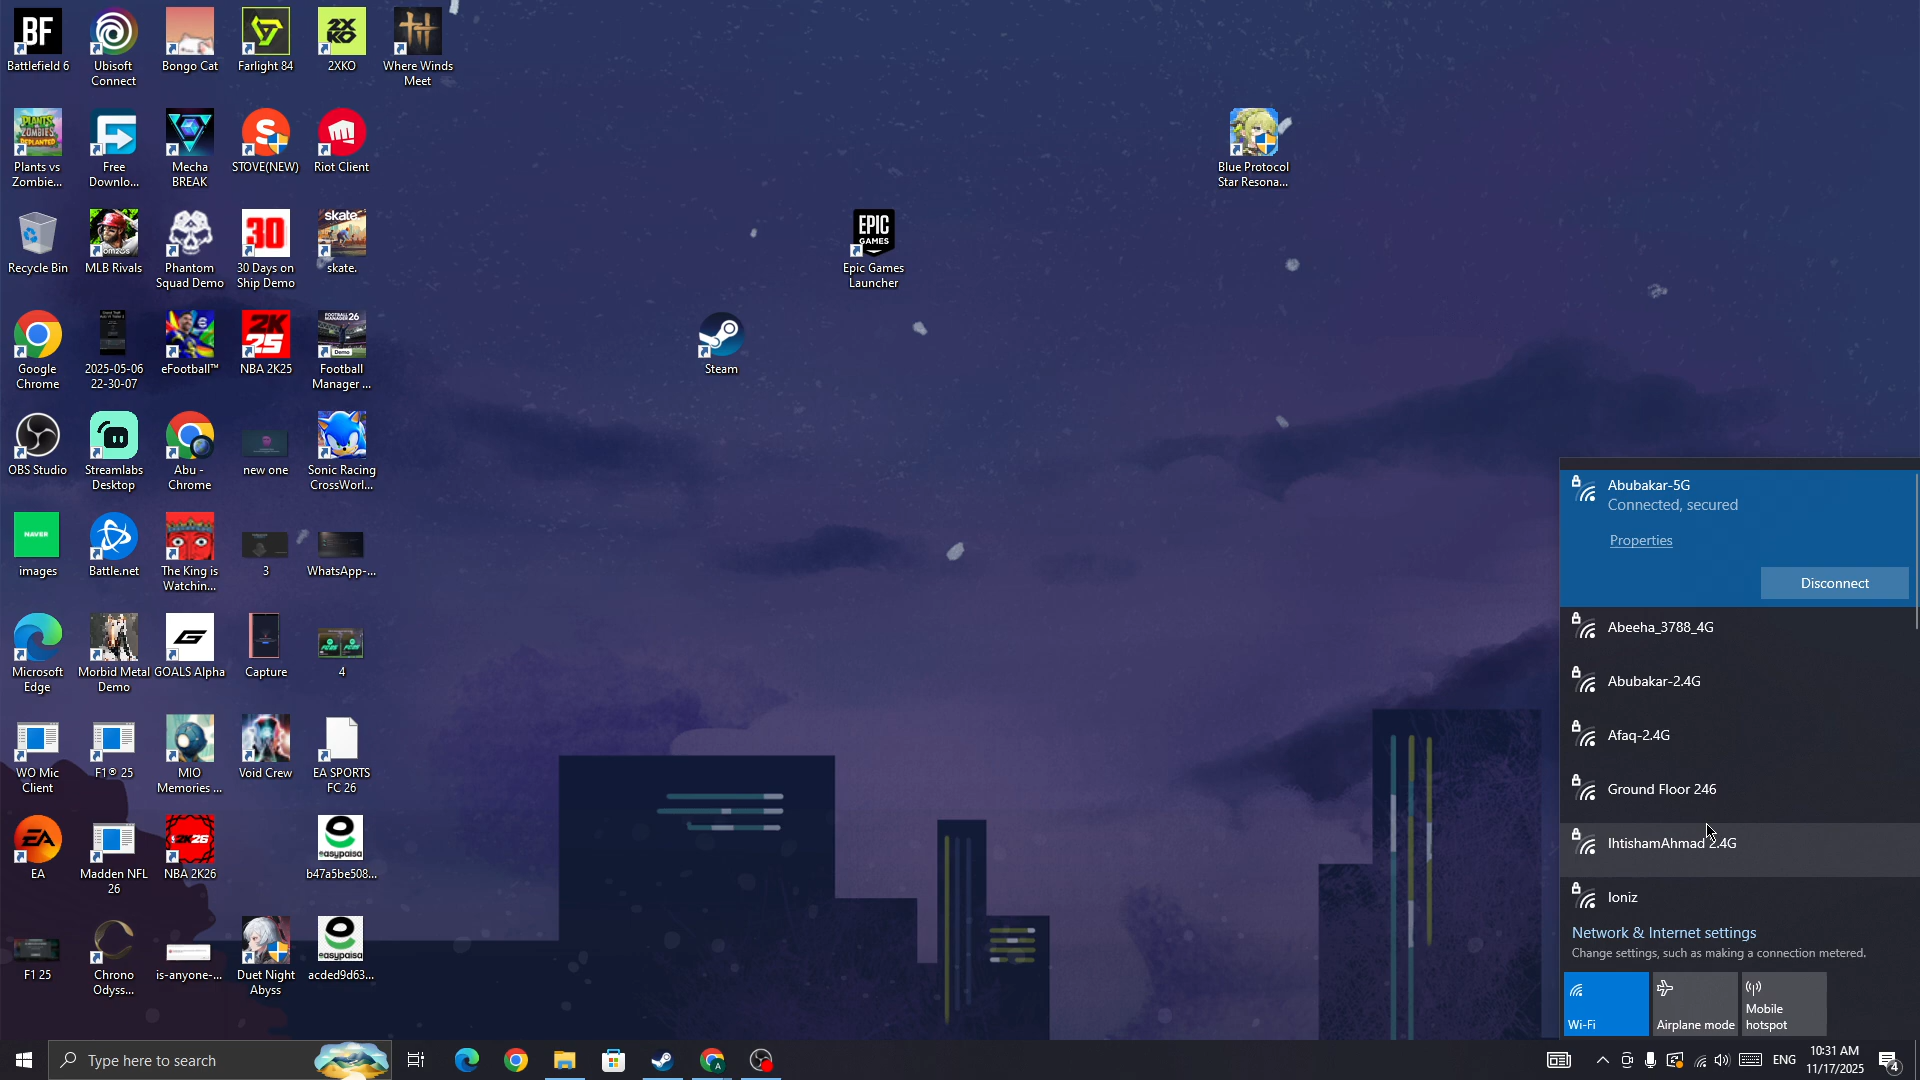 BF
Battlefield 6
Ubisoft
Connect
Bongo Cat
Farlight 84
2XKO
2XKO
Where Winds
Meet
PLANTS
ZOMBIES
REPLANTED
Plants vs
Zombie...
Free
Downlo...
Mecha
BREAK
STOVE(NEW)
Riot Client
Blue Protocol
Star Resona...
Recycle Bin
MLB Rivals
Phantom
Squad Demo
30
30 Days on
Ship Demo
skate.
skate.
EPIC
GAMES
Epic Games
Launcher
Google
Chrome
2025-05-06
22-30-07
eFootball™
2K
25
NBA 2K25
FOOTBALL
MANAGER 26
Demo
Football
Manager ...
Steam
OBS Studio
Streamlabs
Desktop
Abu -
Chrome
new one
Sonic Racing
CrossWorl...
NAVER
images
Battle.net
The King is
Watchin...
3
WhatsApp-...
Microsoft
Edge
Morbid Metal
Demo
GOALS Alpha
Capture
4
WO Mic
Client
F1® 25
MIO
Memories ...
Void Crew
EA SPORTS
FC 26
EA
EA
Madden NFL
26
2K26
NBA 2K26
easypaisa
b47a5be508...
F1 25
Chrono
Odyss...
is-anyone-...
Duet Night
Abyss
easypaisa
acded9d63...
Abubakar-5G
Connected, secured
Properties
Disconnect
Abeeha_3788_4G
Abubakar-2.4G
Afaq-2.4G
Ground Floor 246
IhtishamAhmad 2.4G
Ioniz
Network & Internet settings
Change settings, such as making a connection metered.
Wi-Fi
Airplane mode
Mobile
hotspot
Type here to search
A
ENG
10:31 AM
11/17/2025
4